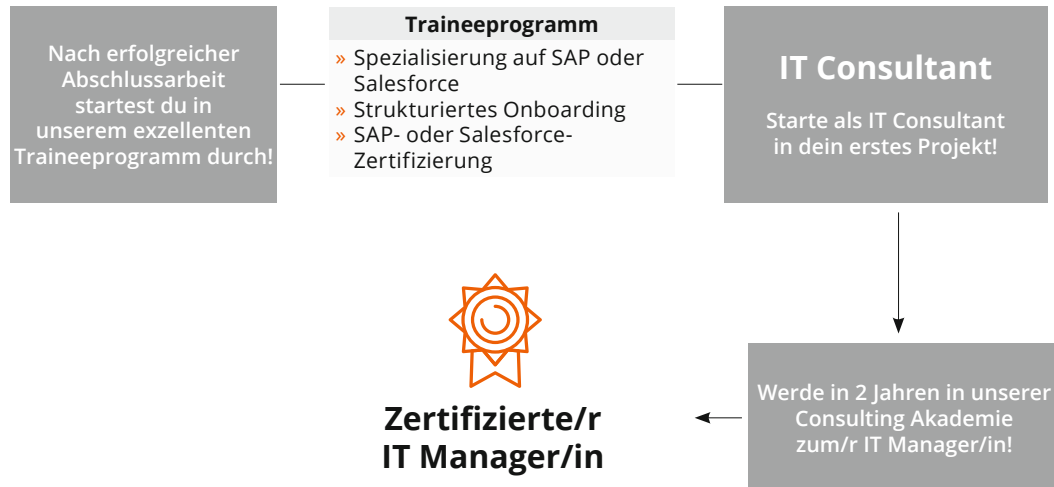 Nach erfolgreicher
Abschlussarbeit
startest du in
unserem exzellenten
Traineeprogramm durch!
Traineeprogramm
» Spezialisierung auf SAP oder
Salesforce
» Strukturiertes Onboarding
» SAP- oder Salesforce-
Zertifizierung
IT Consultant
Starte als IT Consultant
in dein erstes Projekt!
Werde in 2 Jahren in unserer
Consulting Akademie
zum/r IT Manager/in!
Zertifizierte/r
IT Manager/in